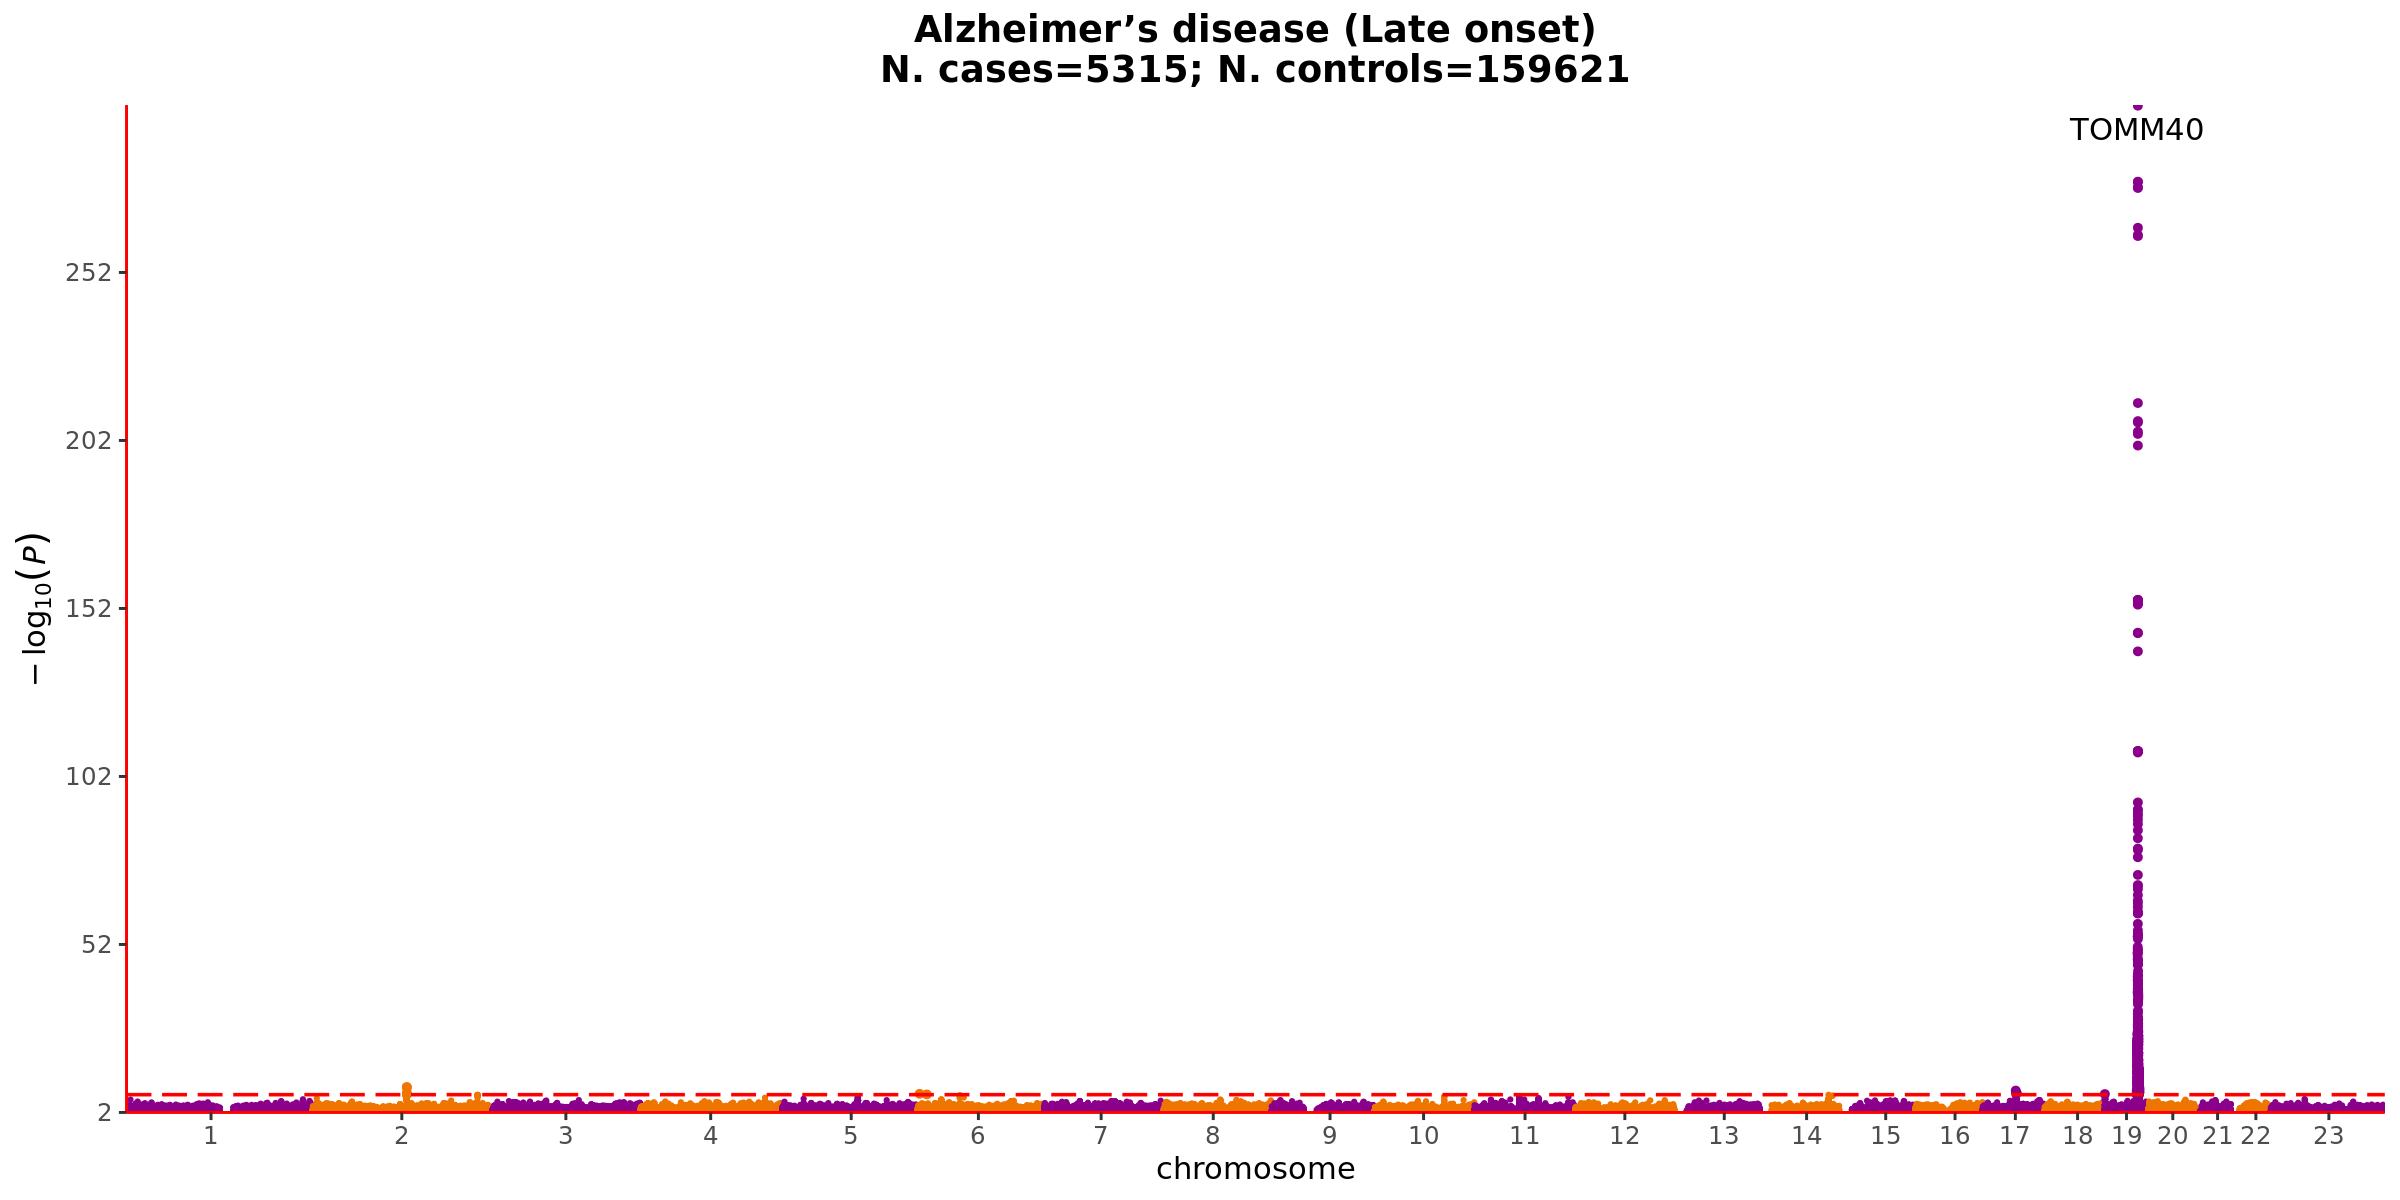 Alzheimer’s disease (Late onset)
N. cases=5315; N. controls=159621
TOMM40
252
202
152
102
52
2
−log₁₀(P)
1 2 3 4 5 6 7 8 9 10 11 12 13 14 15 16 17 18 19 20 21 22 23
chromosome